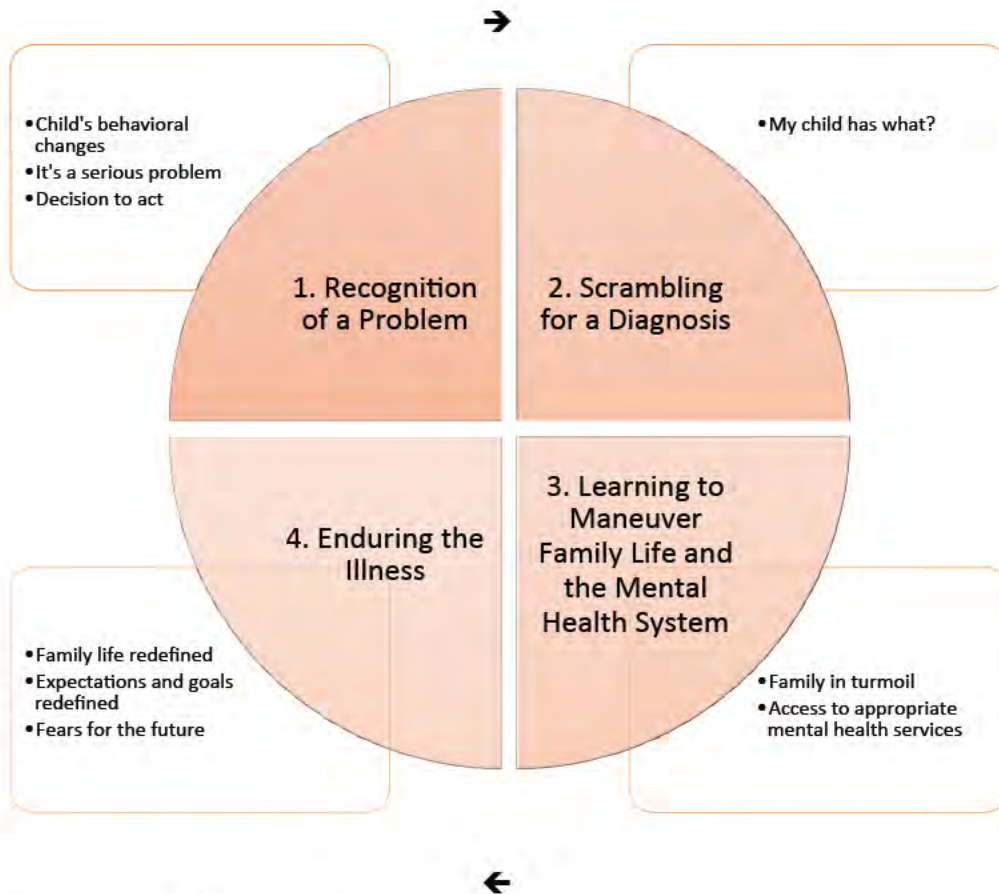 ➔
•Child's behavioral
changes
•It's a serious problem
•Decision to act
1. Recognition
of a Problem
•My child has what?
2. Scrambling
for a Diagnosis
3. Learning to
Maneuver
Family Life and
the Mental
Health System
•Family in turmoil
•Access to appropriate
mental health services
4. Enduring the
Illness
•Family life redefined
•Expectations and goals
redefined
•Fears for the future
🡰